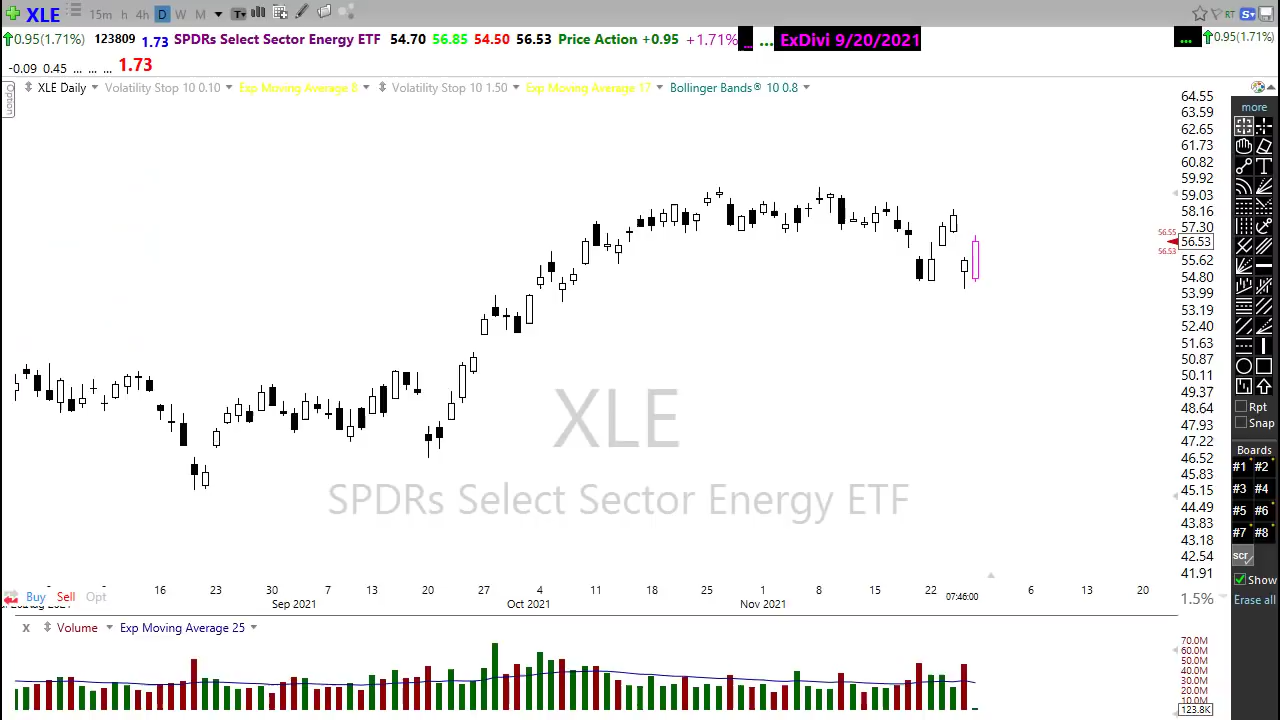 XLE 15m h 4h D W M T RT S
0.95(1.71%) 123809 1.73 SPDRs Select Sector Energy ETF 54.70 56.85 54.50 56.53 Price Action +0.95 +1.71% ... ... ExDivi 9/20/2021 ... 0.95(1.71%)
-0.09 0.45 ... ... ... 1.73
Option
XLE Daily Volatility Stop 10 0.10 Exp Moving Average 8 Volatility Stop 10 1.50 Exp Moving Average 17 Bollinger Bands® 10 0.8
64.55
63.59
62.65
61.73
60.82
59.92
59.03
58.16
57.30
56.55
56.53
56.53
55.62
54.80
53.99
53.19
52.40
51.63
50.87
50.11
49.37
48.64
47.93
47.22
46.52
45.83
45.15
44.49
43.83
43.18
42.54
41.91
more
T
Rpt
Snap
Boards
#1 #2
#3 #4
#5 #6
#7 #8
scr
Show
Erase all
XLE
SPDRs Select Sector Energy ETF
16 23 30 7 13 20 27 4 11 18 25 1 8 15 22 07:46:00 6 13 20
Buy Sell Opt
Sep 2021 Oct 2021 Nov 2021
1.5%
X Volume Exp Moving Average 25
70.0M
60.0M
50.0M
40.0M
30.0M
20.0M
10.0M
123.8K